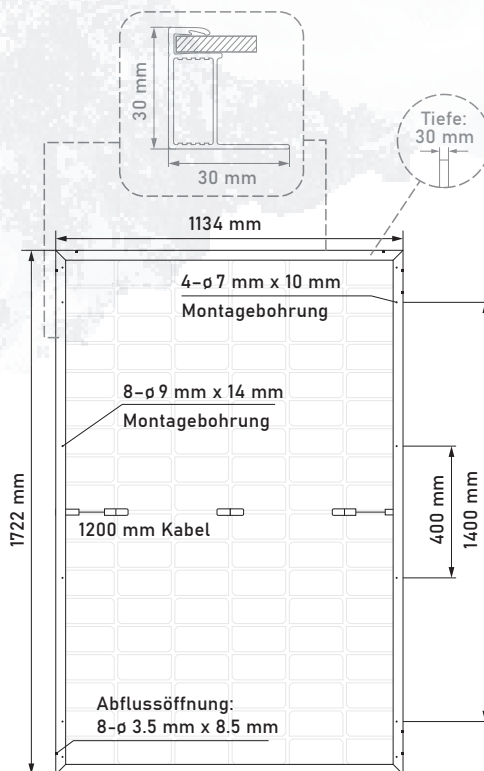 30 mm
30 mm
Tiefe:
30 mm
1134 mm
4-ø 7 mm x 10 mm
Montagebohrung
8-ø 9 mm x 14 mm
Montagebohrung
1722 mm
400 mm
1400 mm
1200 mm Kabel
Abflussöffnung:
8-ø 3.5 mm x 8.5 mm